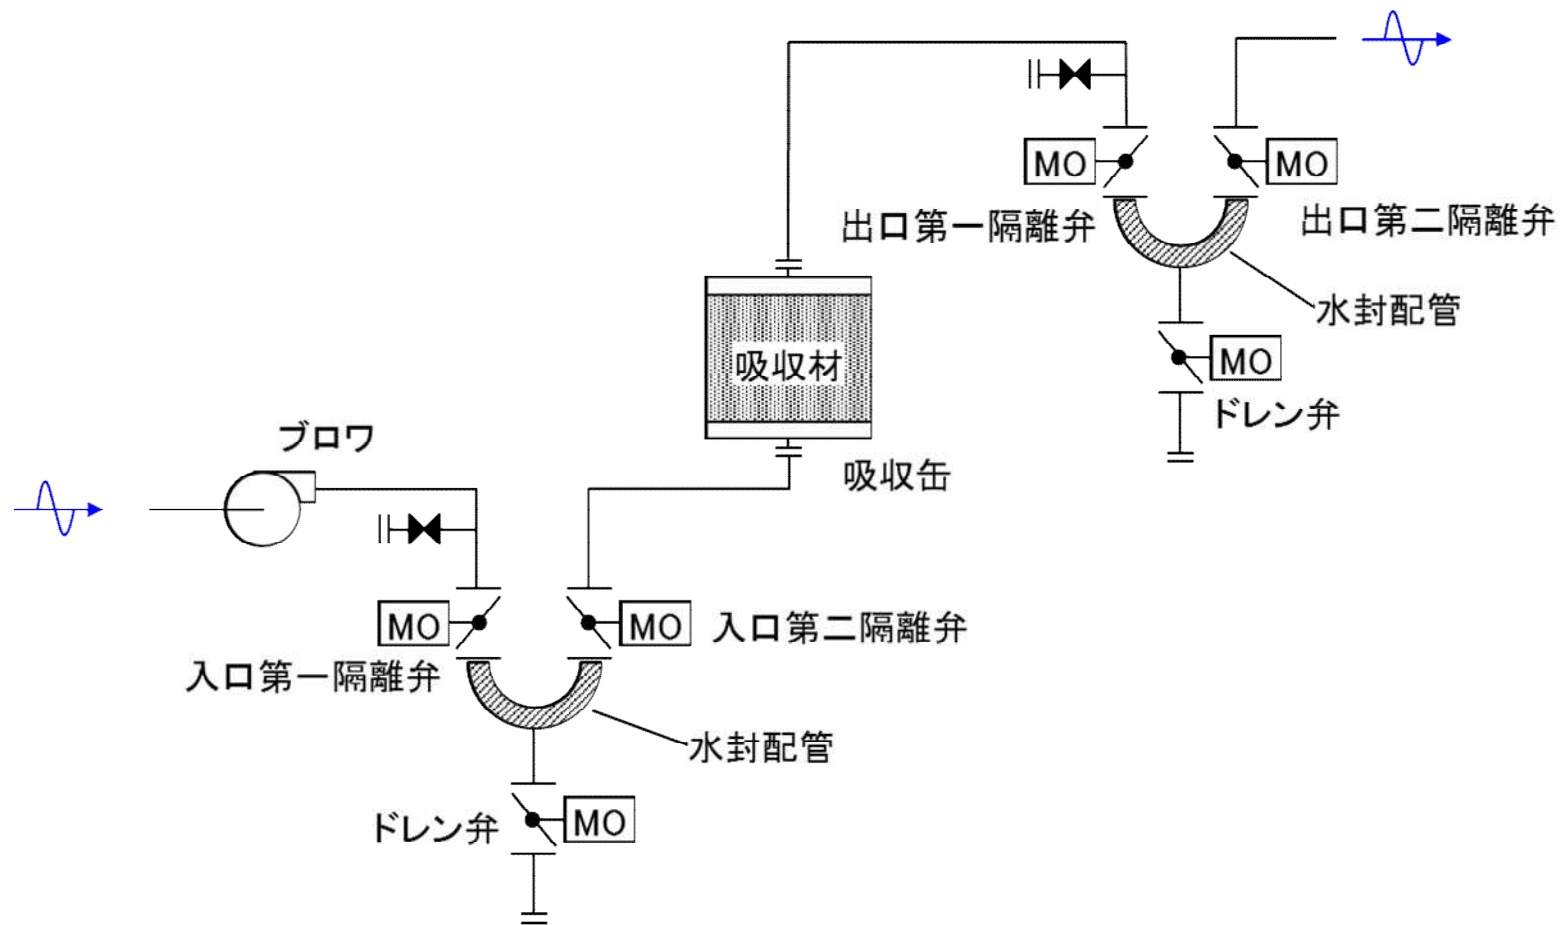 MO
MO
出口第一隔離弁
出口第二隔離弁
水封配管
MO
ドレン弁
吸収材
吸収缶
ブロワ
MO
MO
入口第一隔離弁
入口第二隔離弁
水封配管
MO
ドレン弁